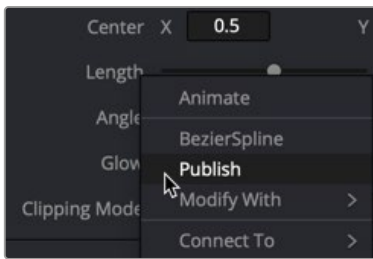 Center X 0.5 Y
Length
Animate
Angle
BezierSpline
Glow
Publish
Clipping Mode
Modify With >
Connect To >